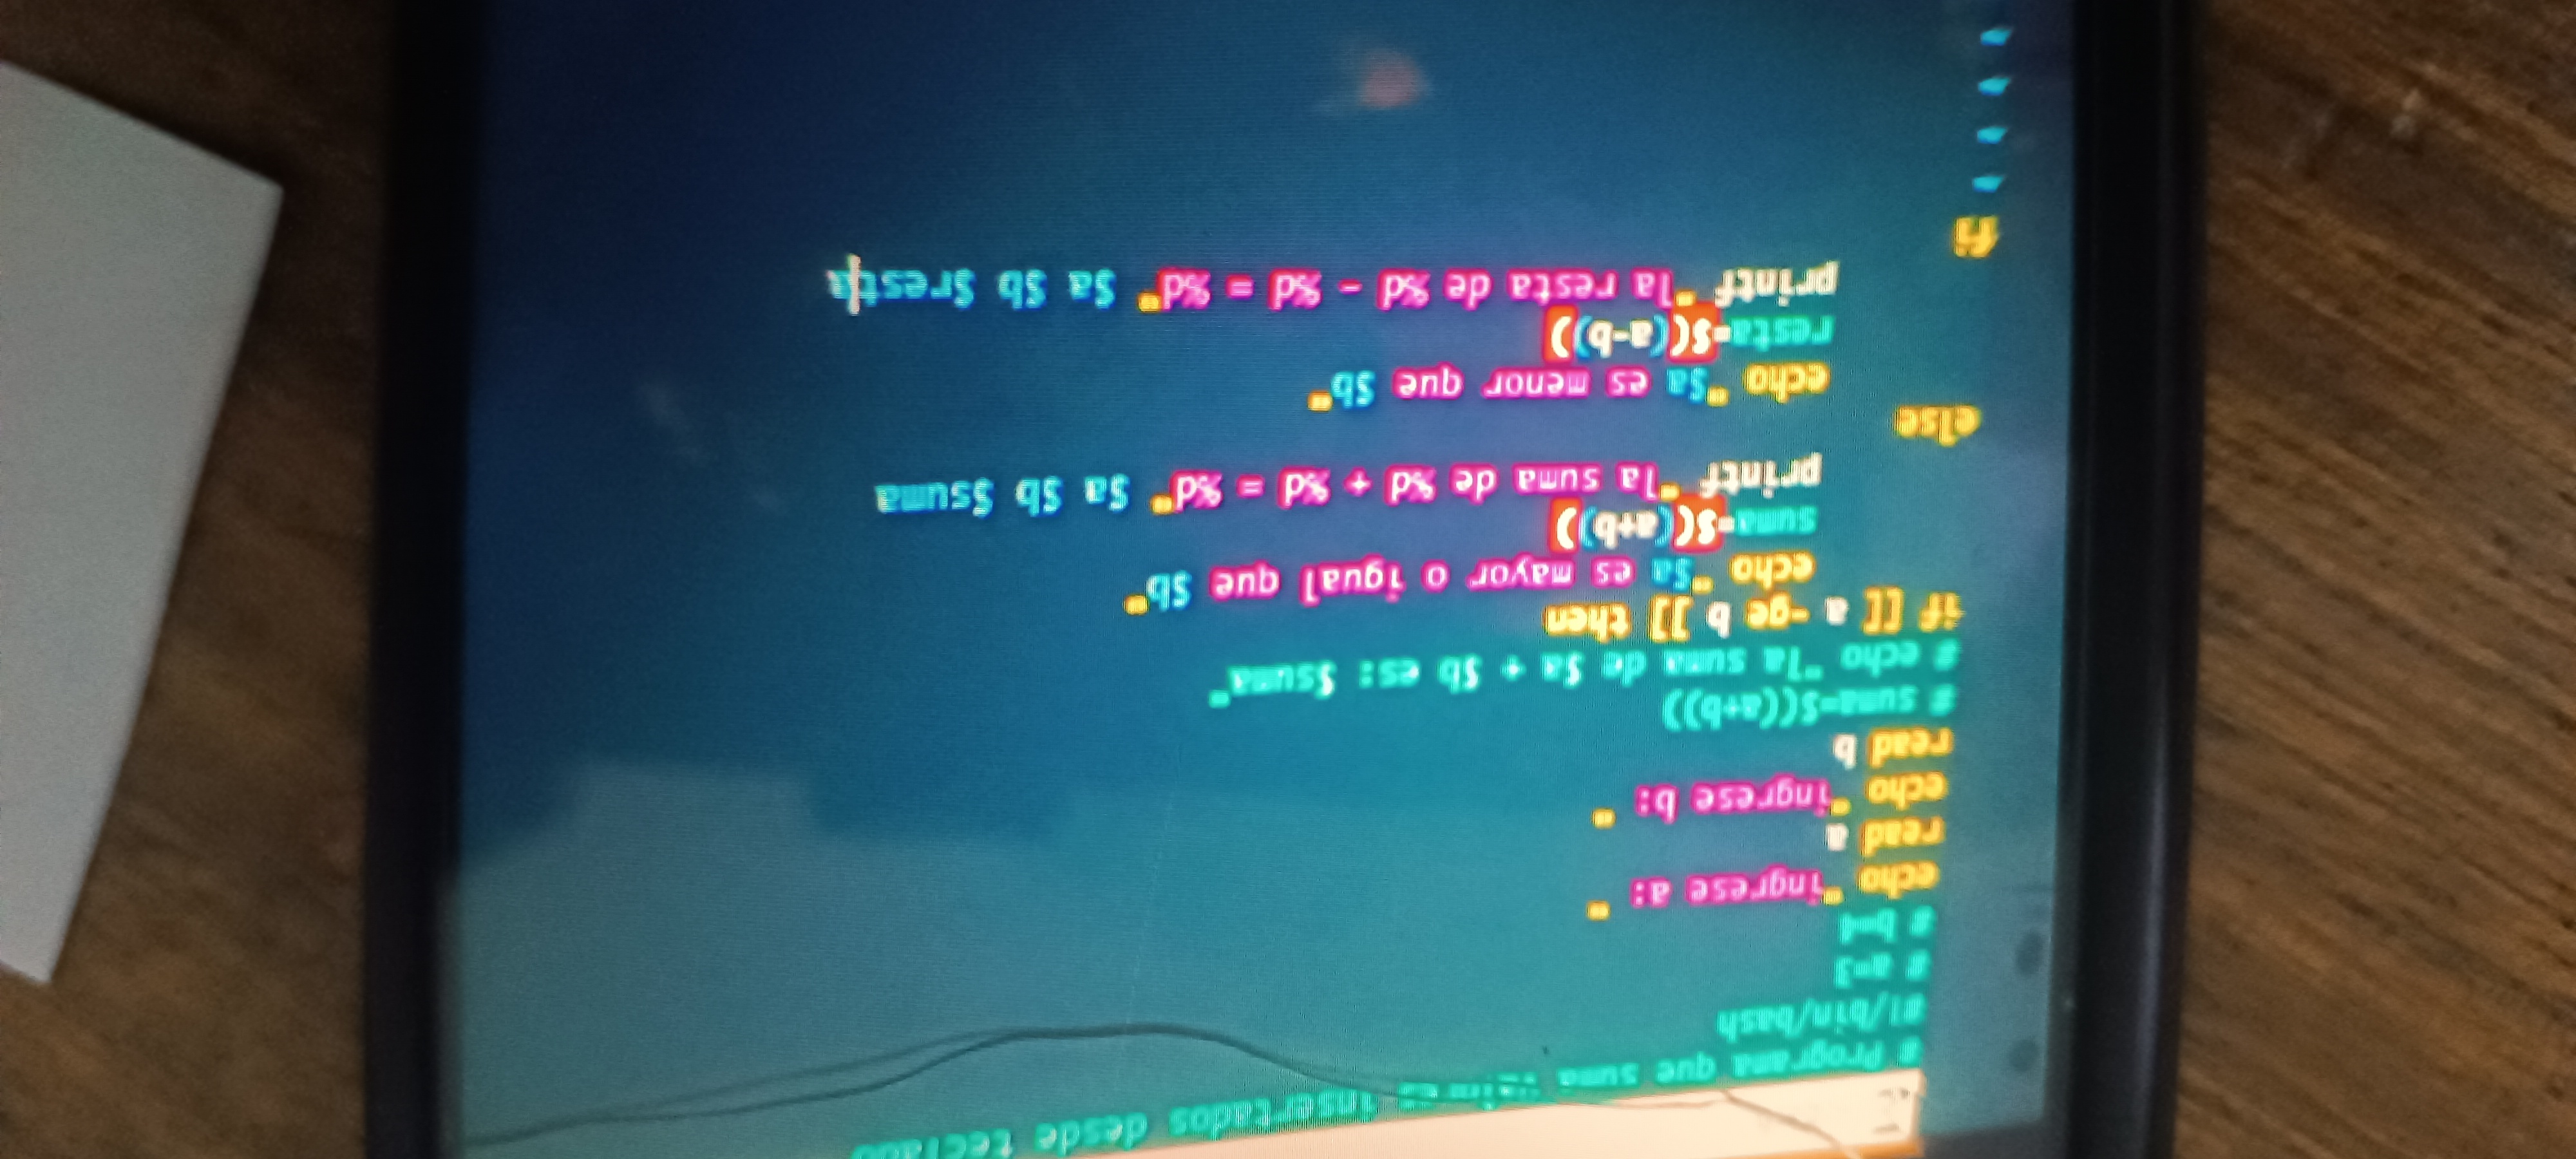 # Programa que suma valores insertados desde teclado
#!/bin/bash
# a=3
# b=4
echo "ingrese a: "
read a
echo "ingrese b: "
read b
# suma=$((a+b))
# echo "la suma de $a + $b es: $suma"
if [[ a -ge b ]] then
echo "$a es mayor o igual que $b"
suma=$((a+b))
printf "la suma de %d + %d = %d" $a $b $suma
else
echo "$a es menor que $b"
resta=$((a-b))
printf "la resta de %d - %d = %d" $a $b $resta
fi
~
~
~
~